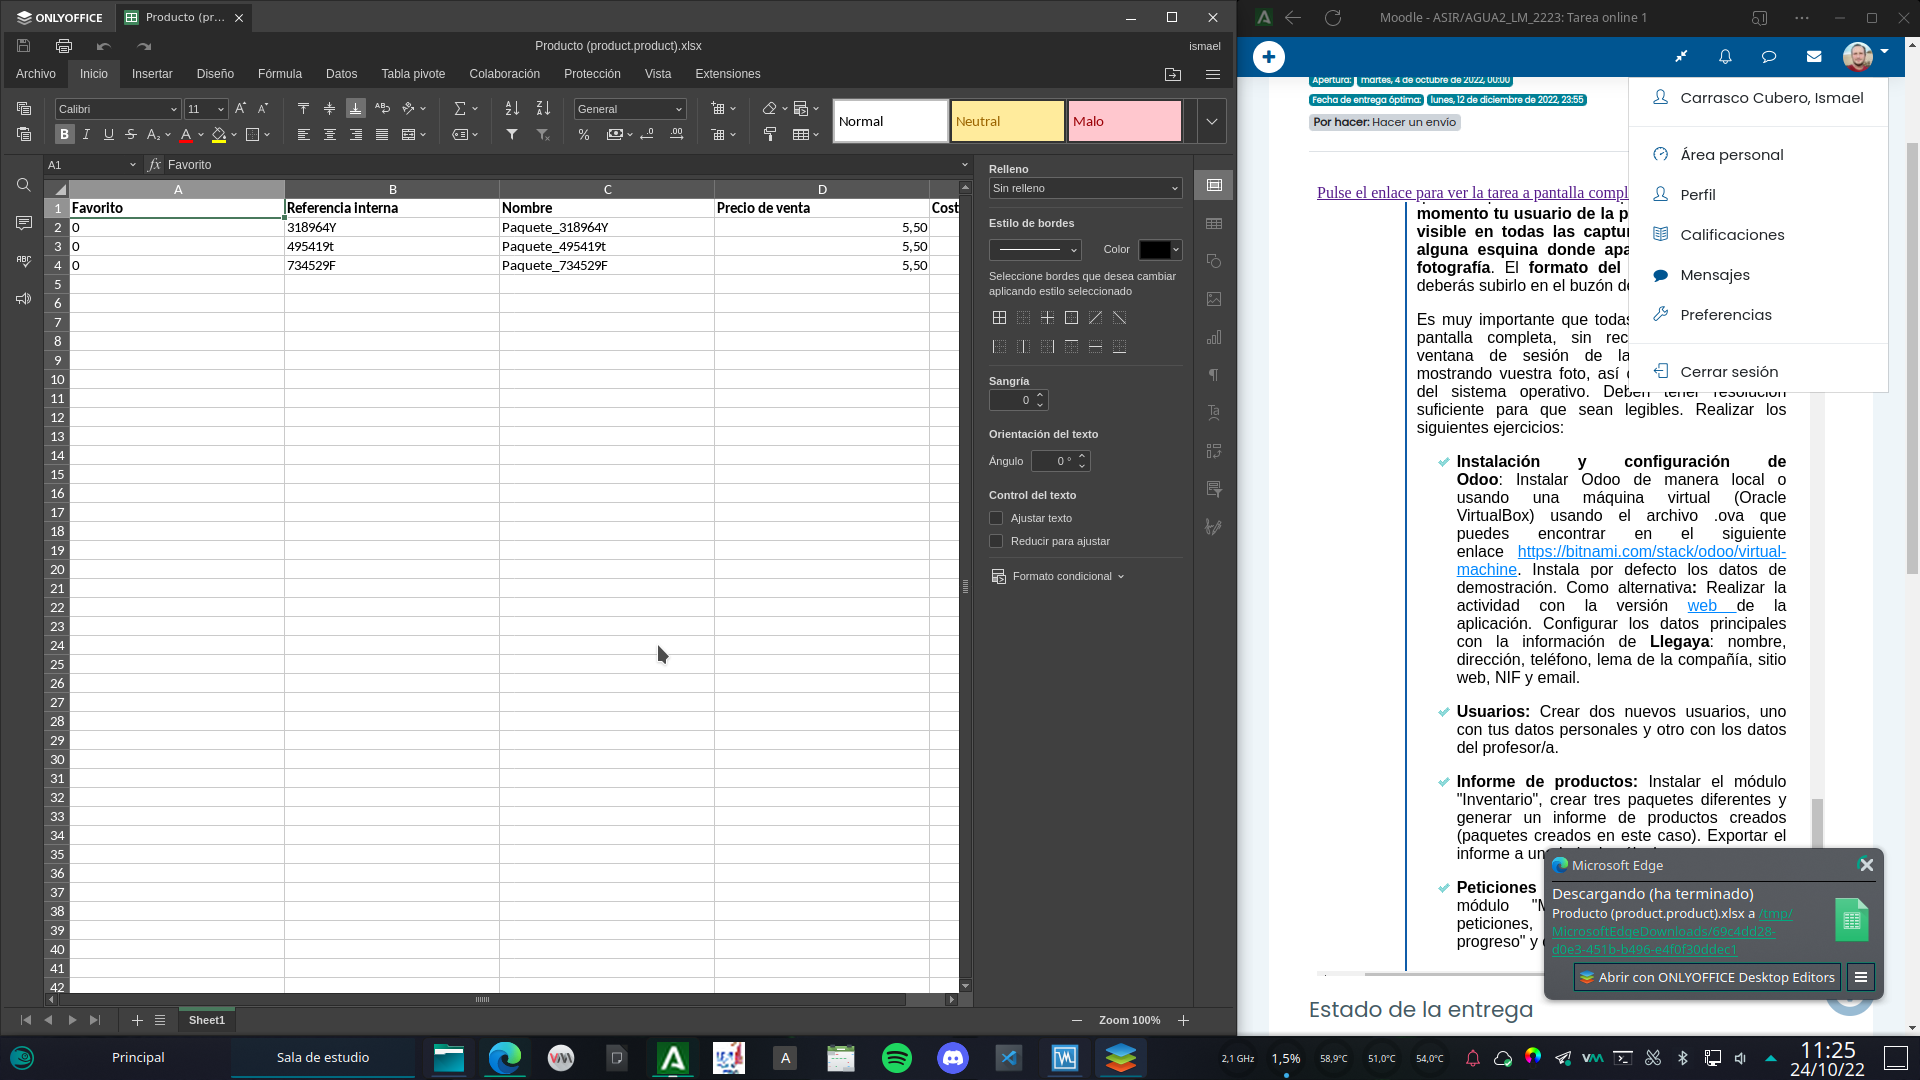 ONLYOFFICE
Producto (pr...
Producto (product.product).xlsx
ismael
Archivo
Inicio
Insertar
Diseño
Fórmula
Datos
Tabla pivote
Colaboración
Protección
Vista
Extensiones
Calibri
11
General
Normal
Neutral
Malo
A1
Favorito
A
B
C
D
1 Favorito Referencia interna Nombre Precio de venta Cost
2 0 318964Y Paquete_318964Y 5,50
3 0 495419t Paquete_495419t 5,50
4 0 734529F Paquete_734529F 5,50
5
6
7
8
9
10
11
12
13
14
15
16
17
18
19
20
21
22
23
24
25
26
27
28
29
30
31
32
33
34
35
36
37
38
39
40
41
42
Sheet1
Zoom 100%
Relleno
Sin relleno
Estilo de bordes
Color
Seleccione bordes que desea cambiar
aplicando estilo seleccionado
Sangría
0
Orientación del texto
Ángulo
0 °
Control del texto
Ajustar texto
Reducir para ajustar
Formato condicional
Moodle - ASIR/AGUA2_LM_2223: Tarea online 1
Apertura: martes, 4 de octubre de 2022, 00:00
Fecha de entrega óptima: lunes, 12 de diciembre de 2022, 23:55
Por hacer: Hacer un envío
Carrasco Cubero, Ismael
Área personal
Perfil
Calificaciones
Mensajes
Preferencias
Cerrar sesión
Pulse el enlace para ver la tarea a pantalla compl
momento tu usuario de la p
visible en todas las captur
alguna esquina donde apa
fotografía. El formato del
deberás subirlo en el buzón de
Es muy importante que todas
pantalla completa, sin rec
ventana de sesión de la
mostrando vuestra foto, así c
del sistema operativo. Deben tener resolución
suficiente para que sean legibles. Realizar los
siguientes ejercicios:
Instalación y configuración de
Odoo: Instalar Odoo de manera local o
usando una máquina virtual (Oracle
VirtualBox) usando el archivo .ova que
puedes encontrar en el siguiente
enlace https://bitnami.com/stack/odoo/virtual-
machine. Instala por defecto los datos de
demostración. Como alternativa: Realizar la
actividad con la versión web de la
aplicación. Configurar los datos principales
con la información de Llegaya: nombre,
dirección, teléfono, lema de la compañía, sitio
web, NIF y email.
Usuarios: Crear dos nuevos usuarios, uno
con tus datos personales y otro con los datos
del profesor/a.
Informe de productos: Instalar el módulo
"Inventario", crear tres paquetes diferentes y
generar un informe de productos creados
(paquetes creados en este caso). Exportar el
informe a un
Peticiones
módulo "M
peticiones,
progreso" y
Estado de la entrega
Microsoft Edge
Descargando (ha terminado)
Producto (product.product).xlsx a /tmp/
MicrosoftEdgeDownloads/69c4dd28-
d0e3-451b-b496-e4f0f30ddec1
Abrir con ONLYOFFICE Desktop Editors
Principal
Sala de estudio
2,1 GHz
1,5%
58,9°C
51,0°C
54,0°C
11:25
24/10/22